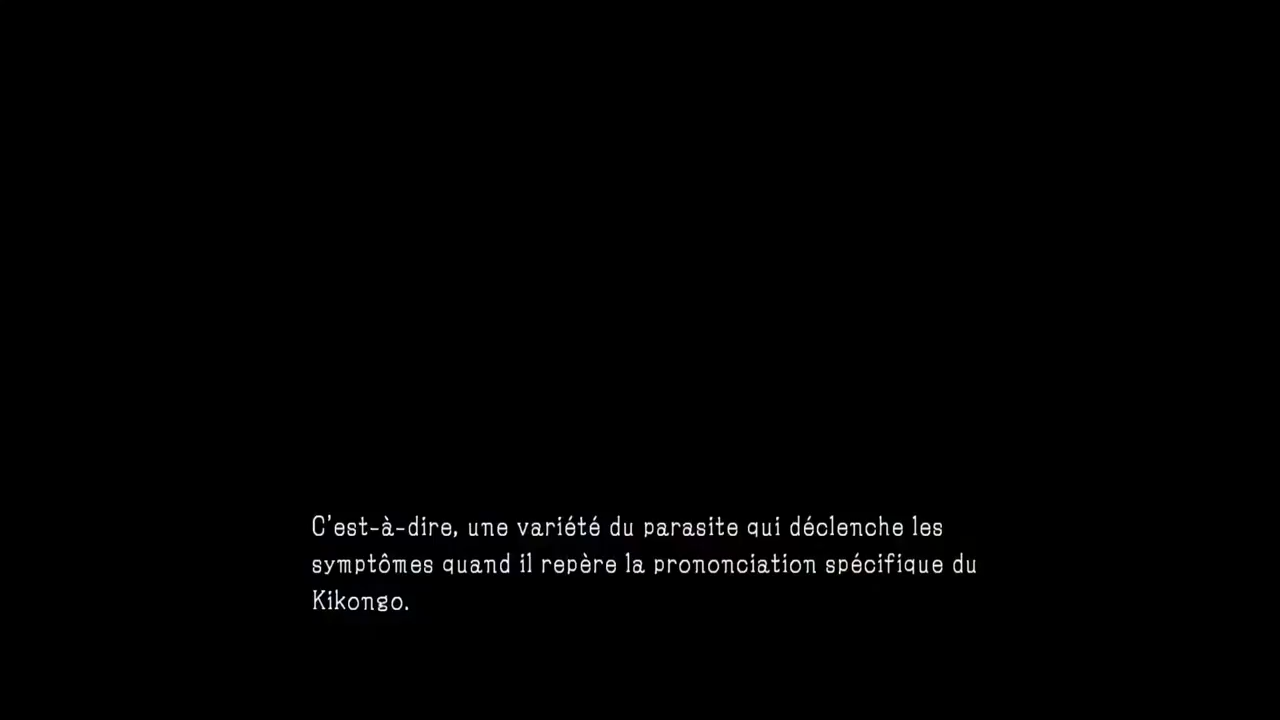 C'est-à-dire, une variété du parasite qui déclenche les
symptômes quand il repère la prononciation spécifique du
Kikongo.